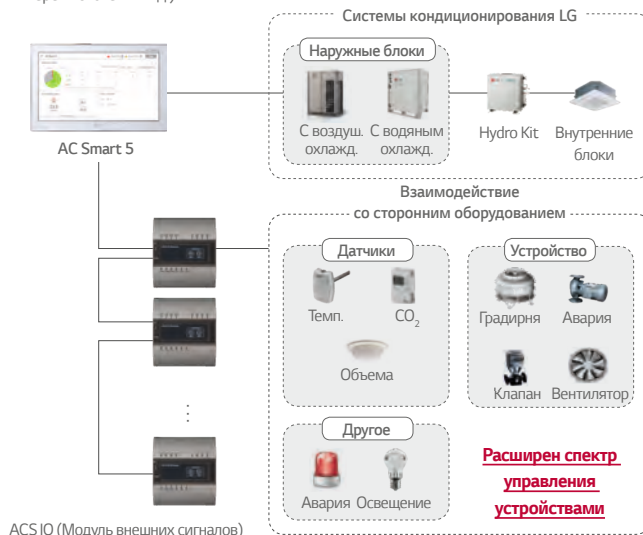 Системы кондиционирования LG
Наружные блоки
С воздуш. охлажд.
С водяным охлажд.
Hydro Kit
Внутренние блоки
AC Smart 5
Взаимодействие
со сторонним оборудованием
Датчики
Темп.
CO₂
Объема
Устройство
Градирня
Авария
Клапан
Вентилятор
Другое
Авария
Освещение
Расширен спектр
управления
устройствами
ACS IO (Модуль внешних сигналов)